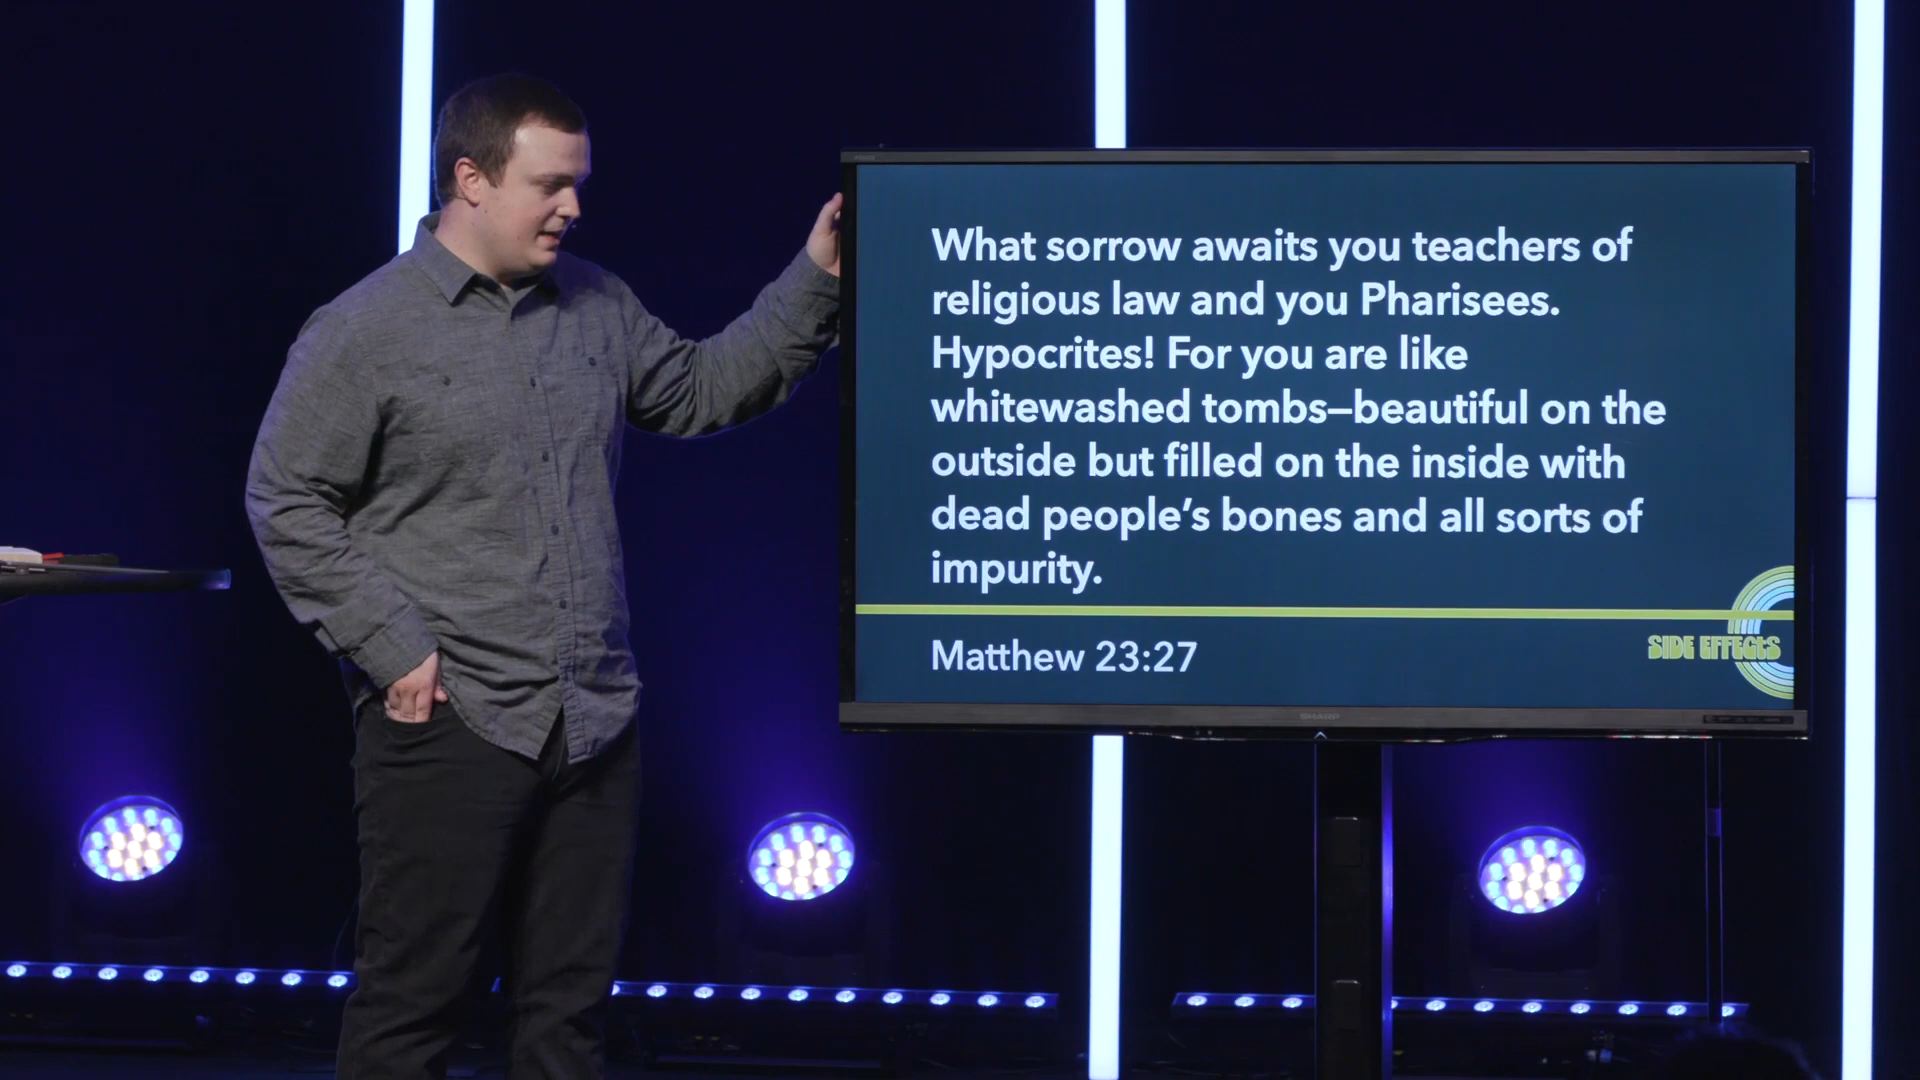 What sorrow awaits you teachers of
religious law and you Pharisees.
Hypocrites! For you are like
whitewashed tombs—beautiful on the
outside but filled on the inside with
dead people’s bones and all sorts of
impurity.
Matthew 23:27
SIDE EFFECTS
SHARP